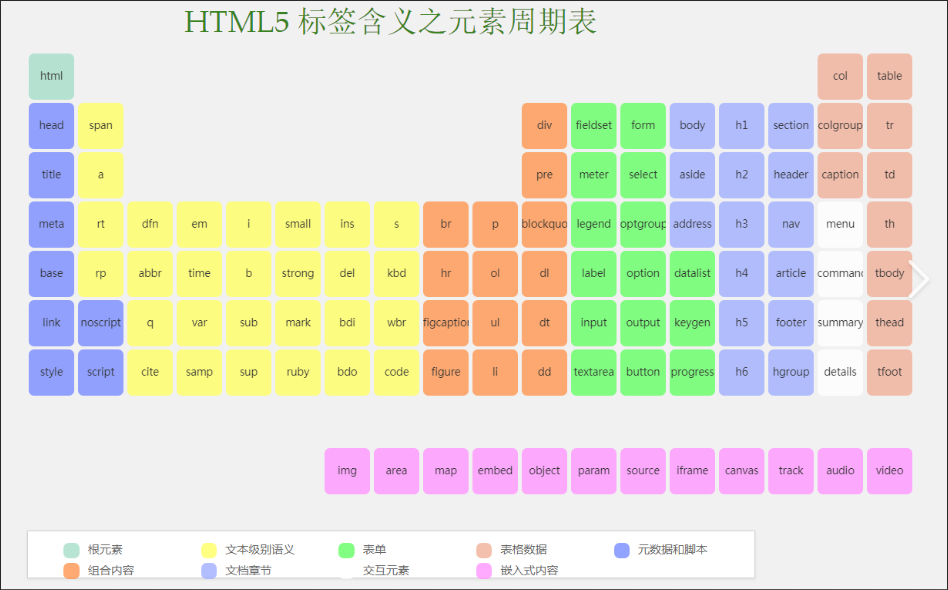 HTML5 标签含义之元素周期表
html col table
head span div fieldset form body h1 section colgroup tr
title a pre meter select aside h2 header caption td
meta rt dfn em i small ins s br p blockquo legend optgroup address h3 nav menu th
base rp abbr time b strong del kbd hr ol dl label option datalist h4 article command tbody
link noscript q var sub mark bdi wbr figcaption ul dt input output keygen h5 footer summary thead
style script cite samp sup ruby bdo code figure li dd textarea button progress h6 hgroup details tfoot
img area map embed object param source iframe canvas track audio video
根元素 文本级别语义 表单 表格数据 元数据和脚本
组合内容 文档章节 交互元素 嵌入式内容